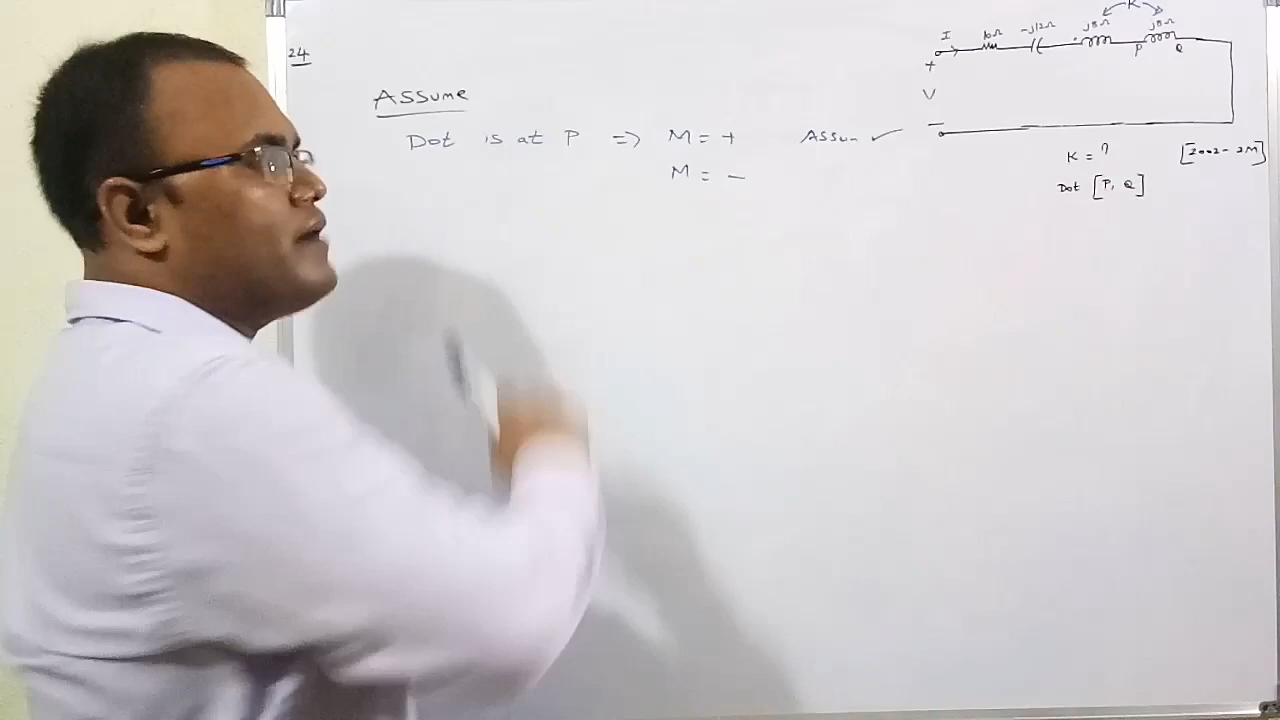 24
Assume
Dot is at P => M = + Assum ✓
M = -
K
I 10Ω -j12Ω j8Ω j8Ω
P Q
+
V
-
K = ?
[2002 - 2M]
Dot [P, Q]